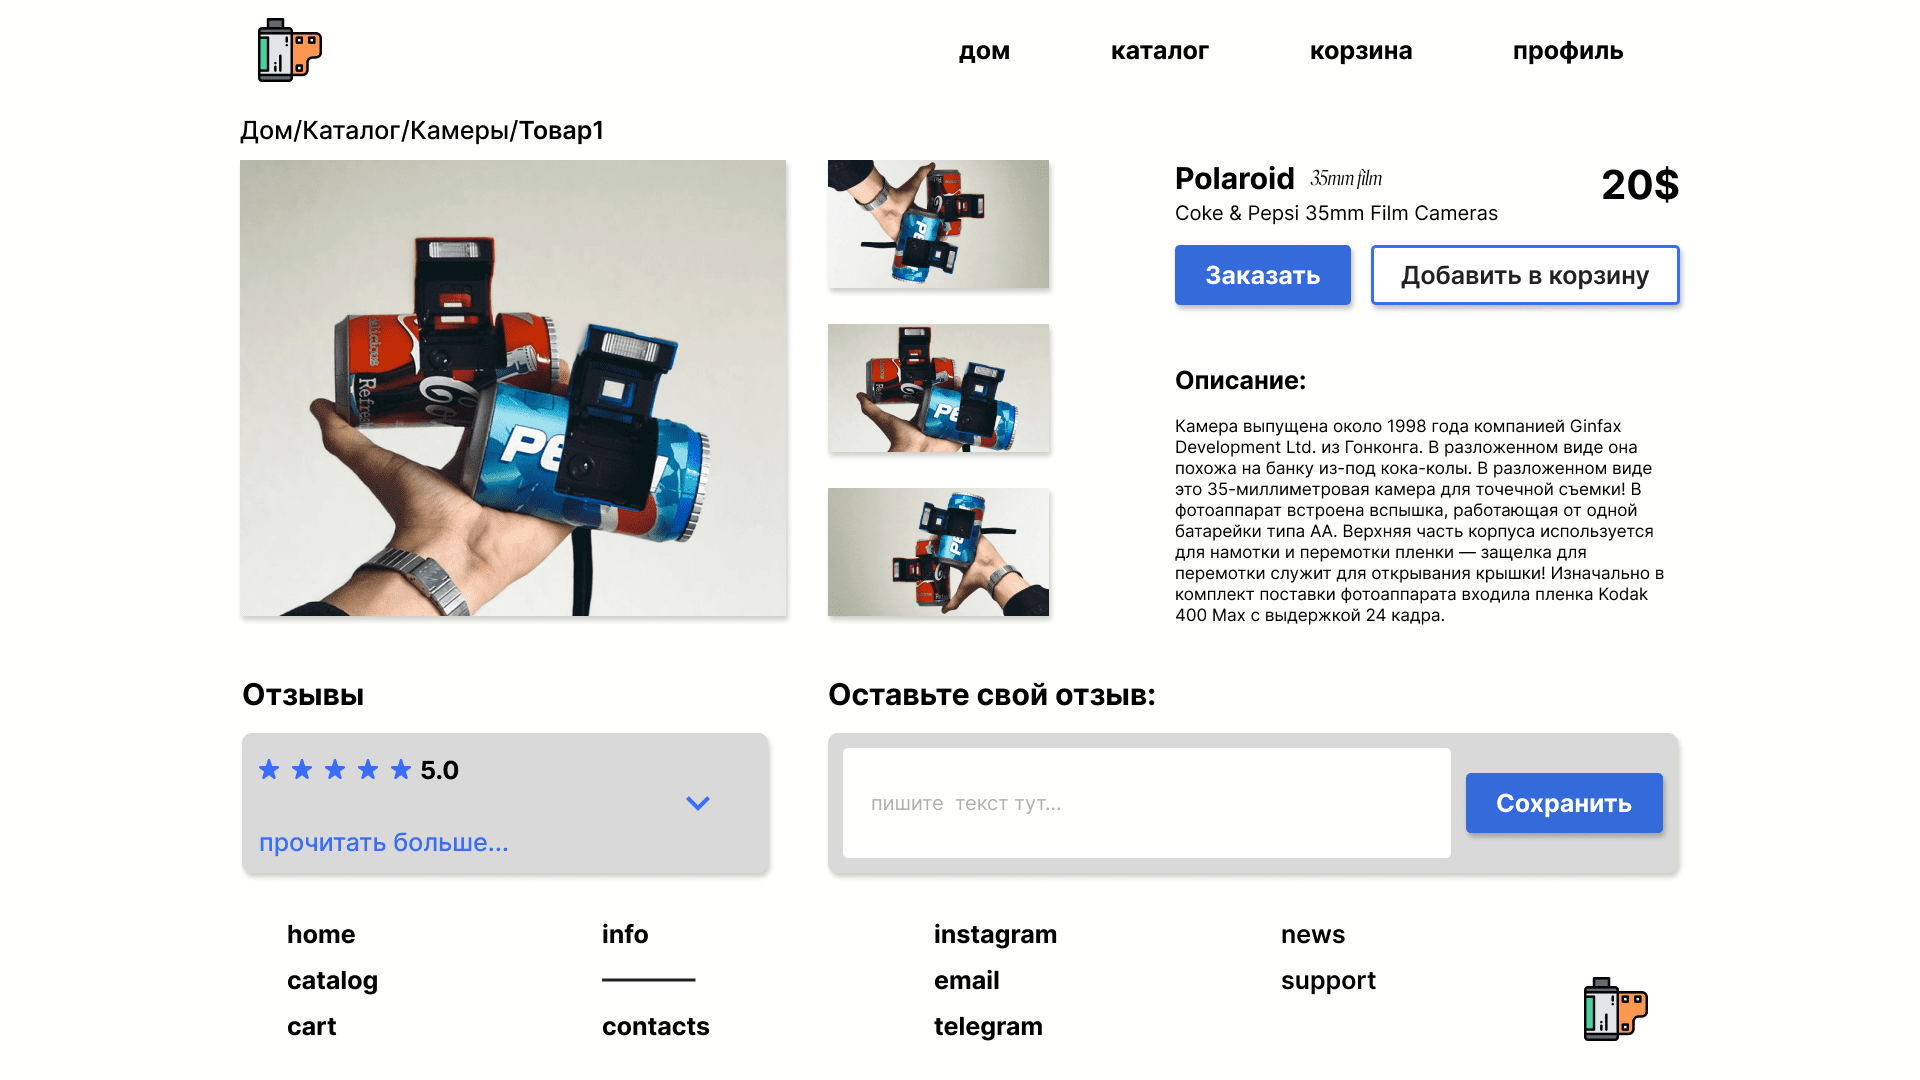 дом
каталог
корзина
профиль
Дом/Каталог/Камеры/Товар1
Polaroid 35mm film
20$
Coke & Pepsi 35mm Film Cameras
Заказать
Добавить в корзину
Описание:
Камера выпущена около 1998 года компанией Ginfax
Development Ltd. из Гонконга. В разложенном виде она
похожа на банку из-под кока-колы. В разложенном виде
это 35-миллиметровая камера для точечной съемки! В
фотоаппарат встроена вспышка, работающая от одной
батарейки типа АА. Верхняя часть корпуса используется
для намотки и перемотки пленки — защелка для
перемотки служит для открывания крышки! Изначально в
комплект поставки фотоаппарата входила пленка Kodak
400 Max с выдержкой 24 кадра.
Отзывы
5.0
прочитать больше...
Оставьте свой отзыв:
пишите  текст тут...
Сохранить
home
catalog
cart
info
contacts
instagram
email
telegram
news
support